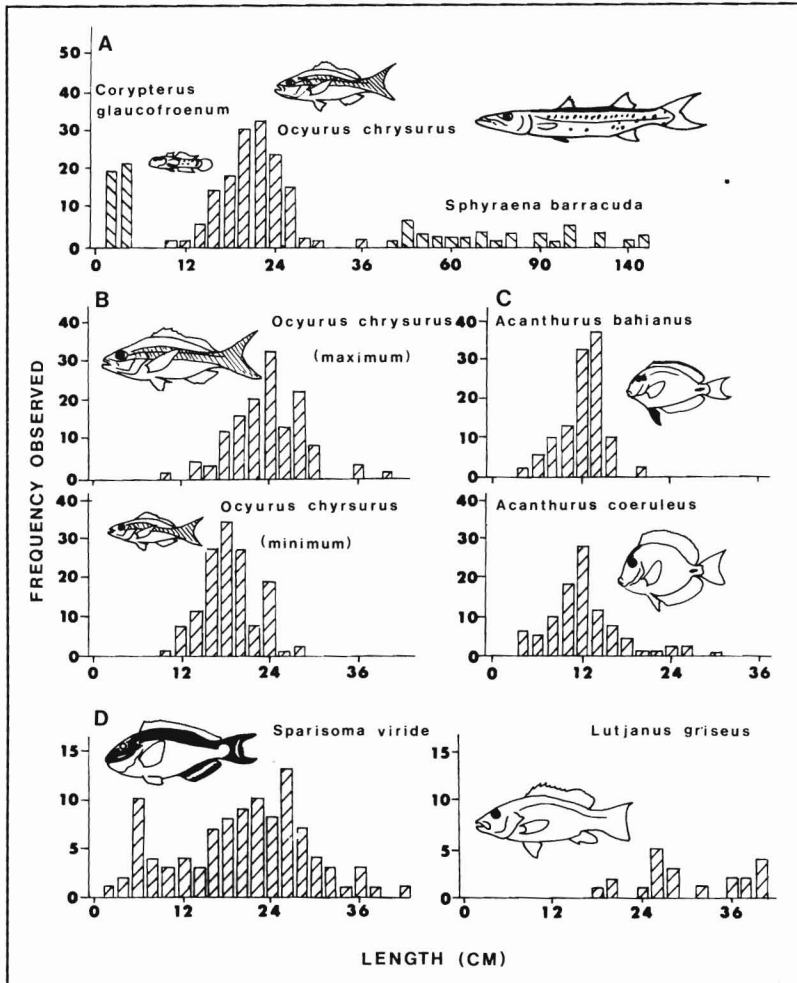 A
50
40
30
20
10
0
Corypterus
glaucofroenum
Ocyurus chrysurus
Sphyraena barracuda
0 12 24 36 60 90 140
FREQUENCY OBSERVED
B
40
30
20
10
0
Ocyurus chrysurus
(maximum)
C
40
30
20
10
0
Acanthurus bahianus
40
30
20
10
0
Ocyurus chyrsurus
(minimum)
0 12 24 36
40
30
20
10
0
Acanthurus coeruleus
0 12 24 36
D
15
10
5
0
Sparisoma viride
0 12 24 36
15
10
5
0
Lutjanus griseus
0 12 24 36
LENGTH (CM)